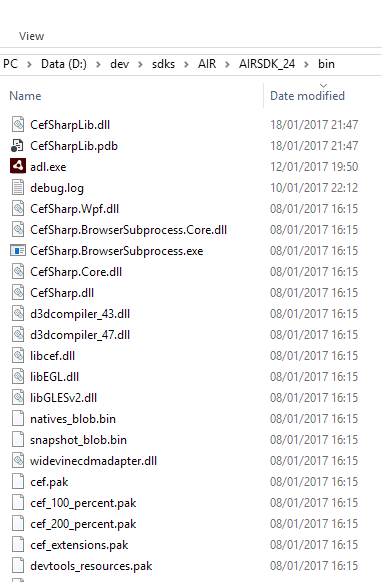 View
PC > Data (D:) > dev > sdks > AIR > AIRSDK_24 > bin
Name Date modified
CefSharpLib.dll 18/01/2017 21:47
CefSharpLib.pdb 18/01/2017 21:47
adl.exe 12/01/2017 19:50
debug.log 10/01/2017 22:12
CefSharp.Wpf.dll 08/01/2017 16:15
CefSharp.BrowserSubprocess.Core.dll 08/01/2017 16:15
CefSharp.BrowserSubprocess.exe 08/01/2017 16:15
CefSharp.Core.dll 08/01/2017 16:15
CefSharp.dll 08/01/2017 16:15
d3dcompiler_43.dll 08/01/2017 16:15
d3dcompiler_47.dll 08/01/2017 16:15
libcef.dll 08/01/2017 16:15
libEGL.dll 08/01/2017 16:15
libGLESv2.dll 08/01/2017 16:15
natives_blob.bin 08/01/2017 16:15
snapshot_blob.bin 08/01/2017 16:15
widevinecdmadapter.dll 08/01/2017 16:15
cef.pak 08/01/2017 16:15
cef_100_percent.pak 08/01/2017 16:15
cef_200_percent.pak 08/01/2017 16:15
cef_extensions.pak 08/01/2017 16:15
devtools_resources.pak 08/01/2017 16:15